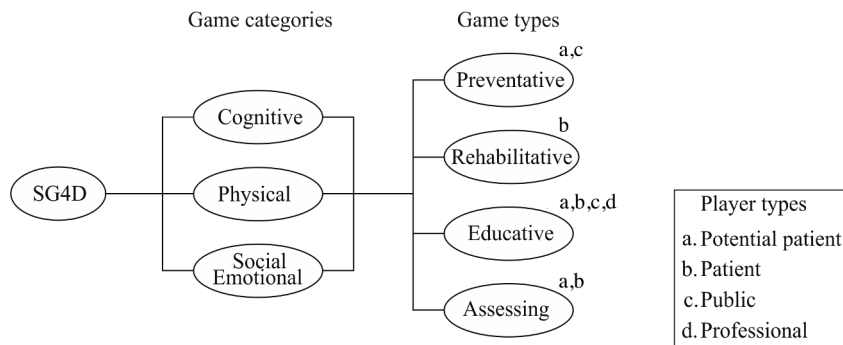 Game categories
Game types
a,c
Preventative
Cognitive
b
Rehabilitative
SG4D
Physical
a,b,c,d
Educative
Social
Emotional
a,b
Assessing
Player types
a. Potential patient
b. Patient
c. Public
d. Professional